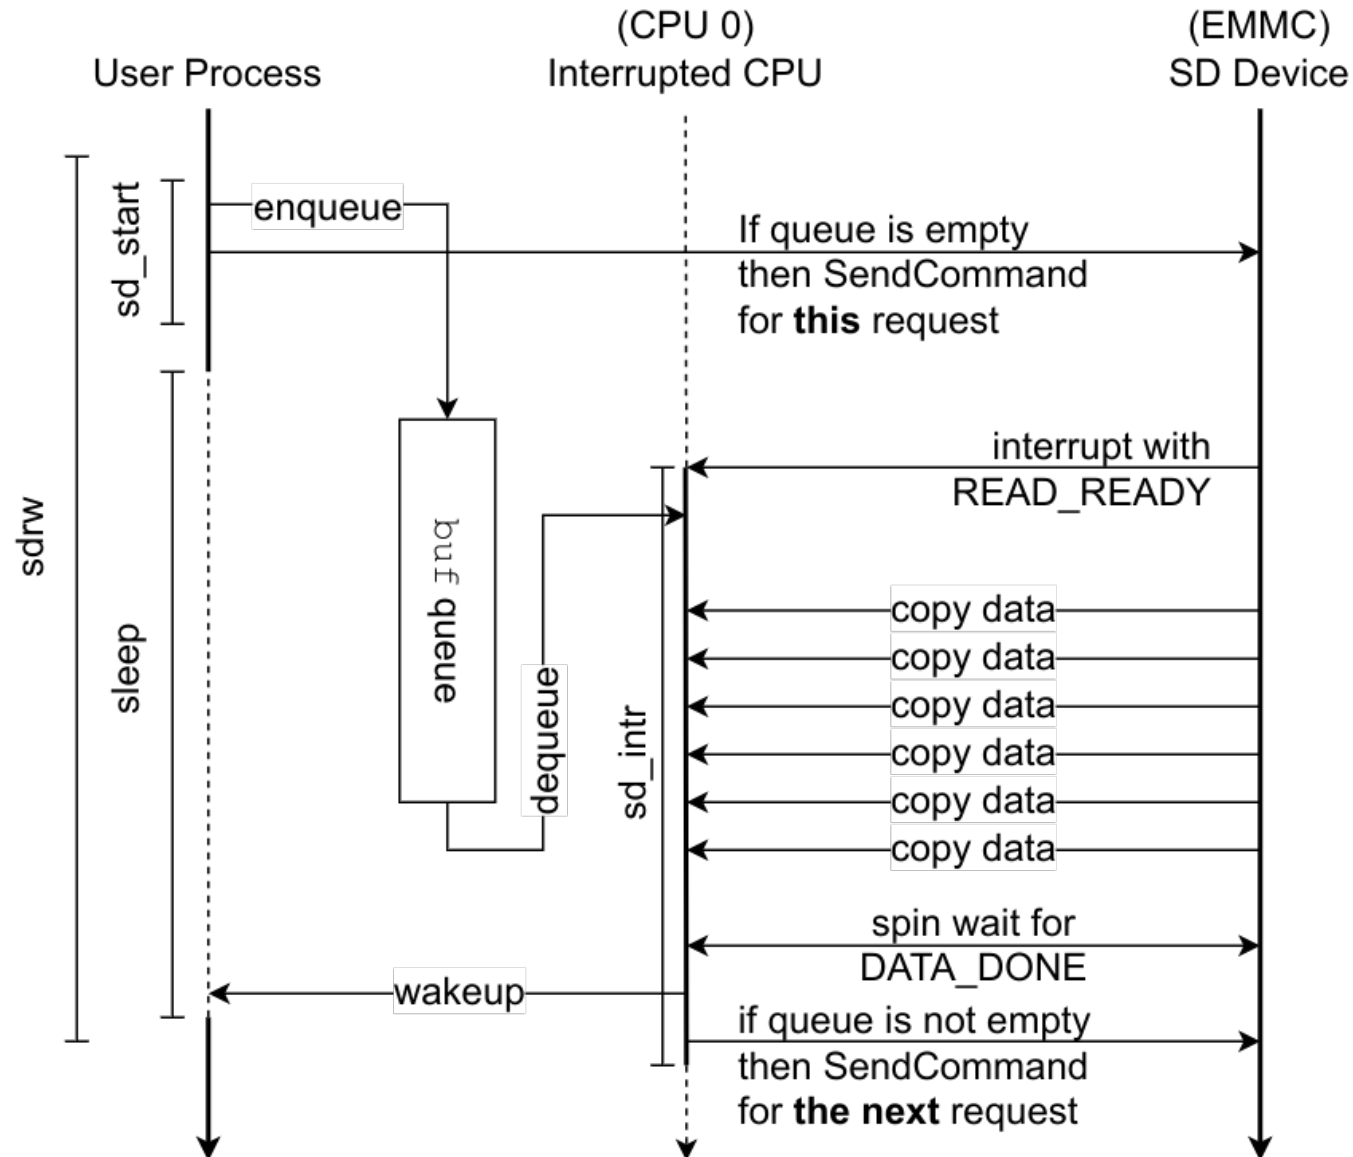 (CPU 0)
(EMMC)
User Process
Interrupted CPU
SD Device
sd_start
enqueue
If queue is empty
then SendCommand
for this request
interrupt with
READ_READY
sdrw
sleep
buf queue
dequeue
sd_intr
copy data
copy data
copy data
copy data
copy data
copy data
spin wait for
DATA_DONE
wakeup
if queue is not empty
then SendCommand
for the next request